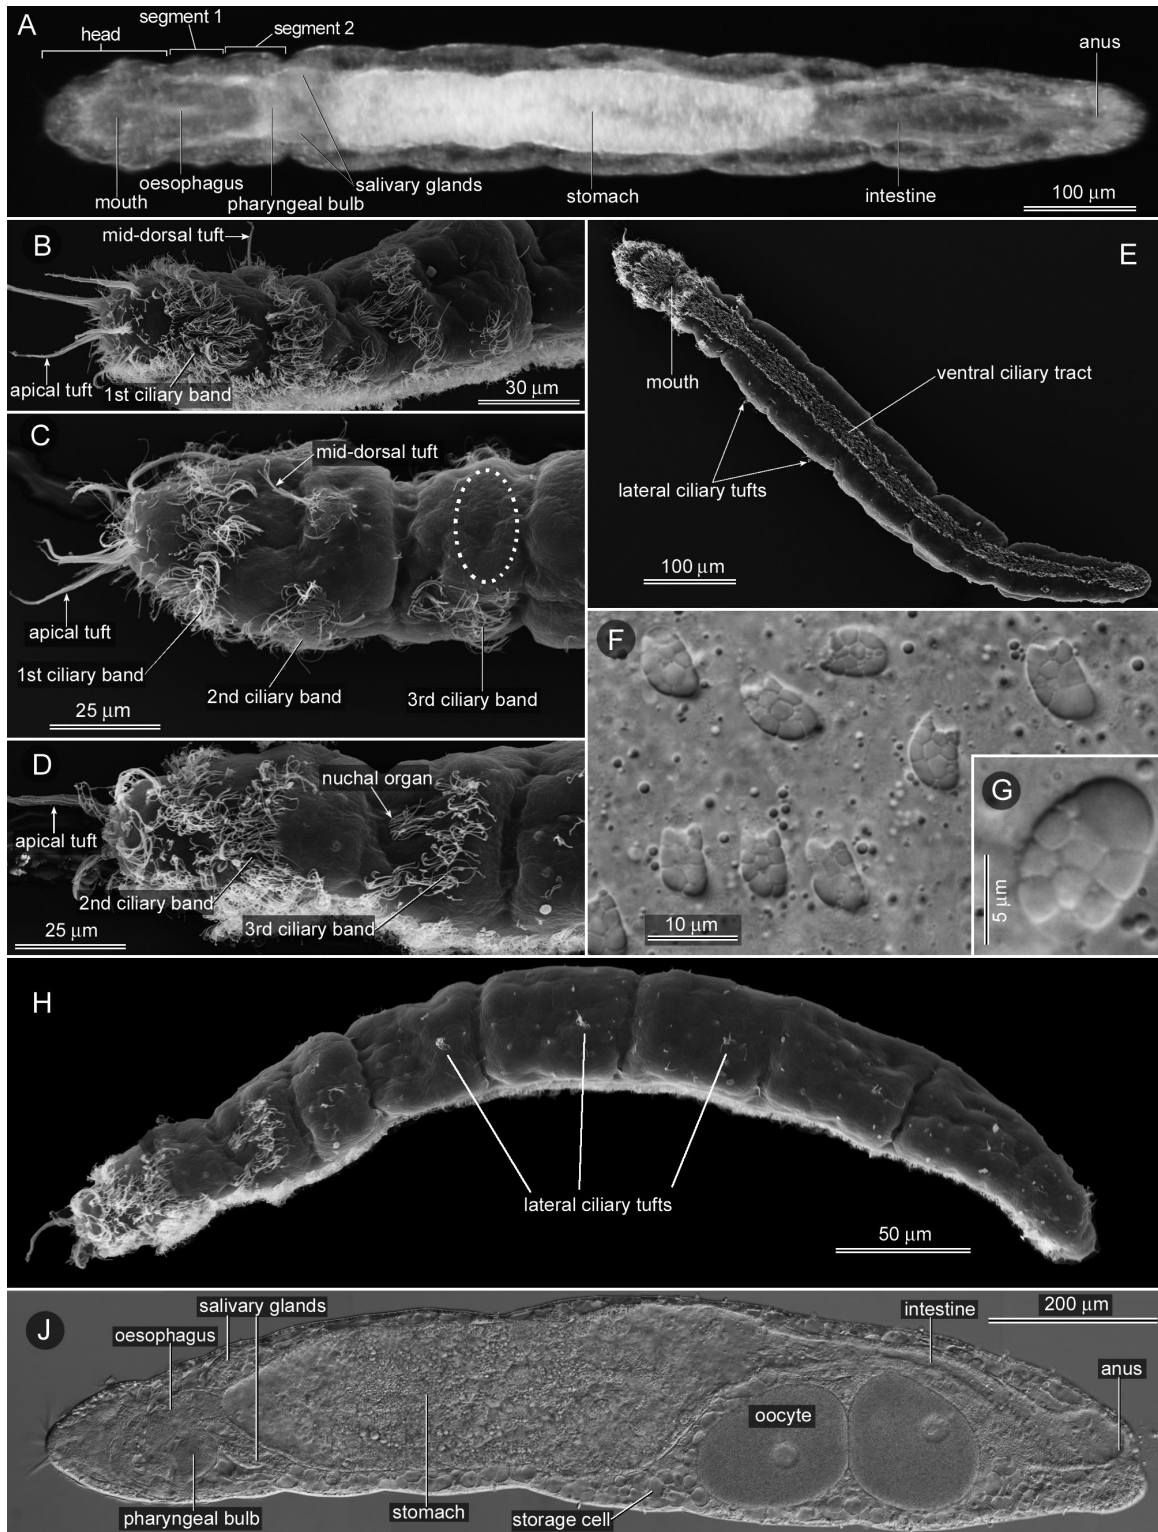 A
head
segment 1
segment 2
anus
mouth
oesophagus
pharyngeal bulb
salivary glands
stomach
intestine
100 µm
B
mid-dorsal tuft
apical tuft
1st ciliary band
30 µm
C
mid-dorsal tuft
apical tuft
1st ciliary band
2nd ciliary band
3rd ciliary band
25 µm
D
nuchal organ
apical tuft
2nd ciliary band
3rd ciliary band
25 µm
E
mouth
ventral ciliary tract
lateral ciliary tufts
100 µm
F
10 µm
G
5 µm
H
lateral ciliary tufts
50 µm
J
salivary glands
oesophagus
intestine
200 µm
anus
oocyte
pharyngeal bulb
stomach
storage cell